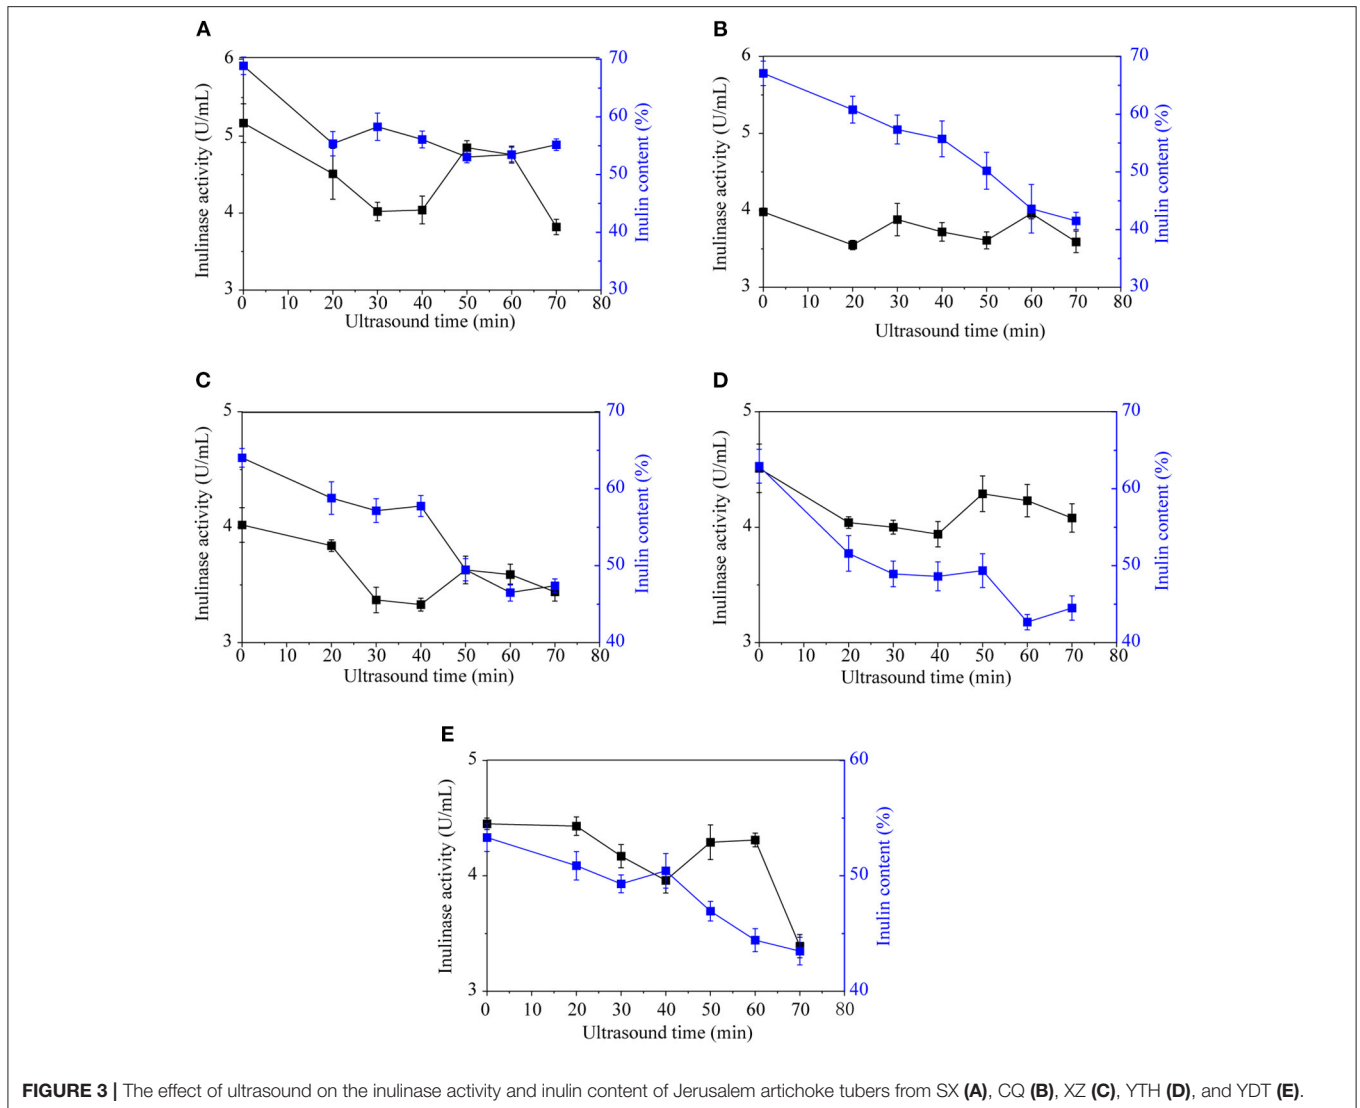 A
Inulinase activity (U/mL)
6
5
4
3
70
60
50
40
30
Inulin content (%)
0 10 20 30 40 50 60 70 80
Ultrasound time (min)
B
Inulinase activity (U/mL)
6
5
4
3
70
60
50
40
30
Inulin content (%)
0 10 20 30 40 50 60 70 80
Ultrasound time (min)
C
Inulinase activity (U/mL)
5
4
3
70
60
50
40
Inulin content (%)
0 10 20 30 40 50 60 70 80
Ultrasound time (min)
D
Inulinase activity (U/mL)
5
4
3
70
60
50
40
Inulin content (%)
0 10 20 30 40 50 60 70 80
Ultrasound time (min)
E
Inulinase activity (U/mL)
5
4
3
60
50
40
Inulin content (%)
0 10 20 30 40 50 60 70 80
Ultrasound time (min)
FIGURE 3 | The effect of ultrasound on the inulinase activity and inulin content of Jerusalem artichoke tubers from SX (A), CQ (B), XZ (C), YTH (D), and YDT (E).